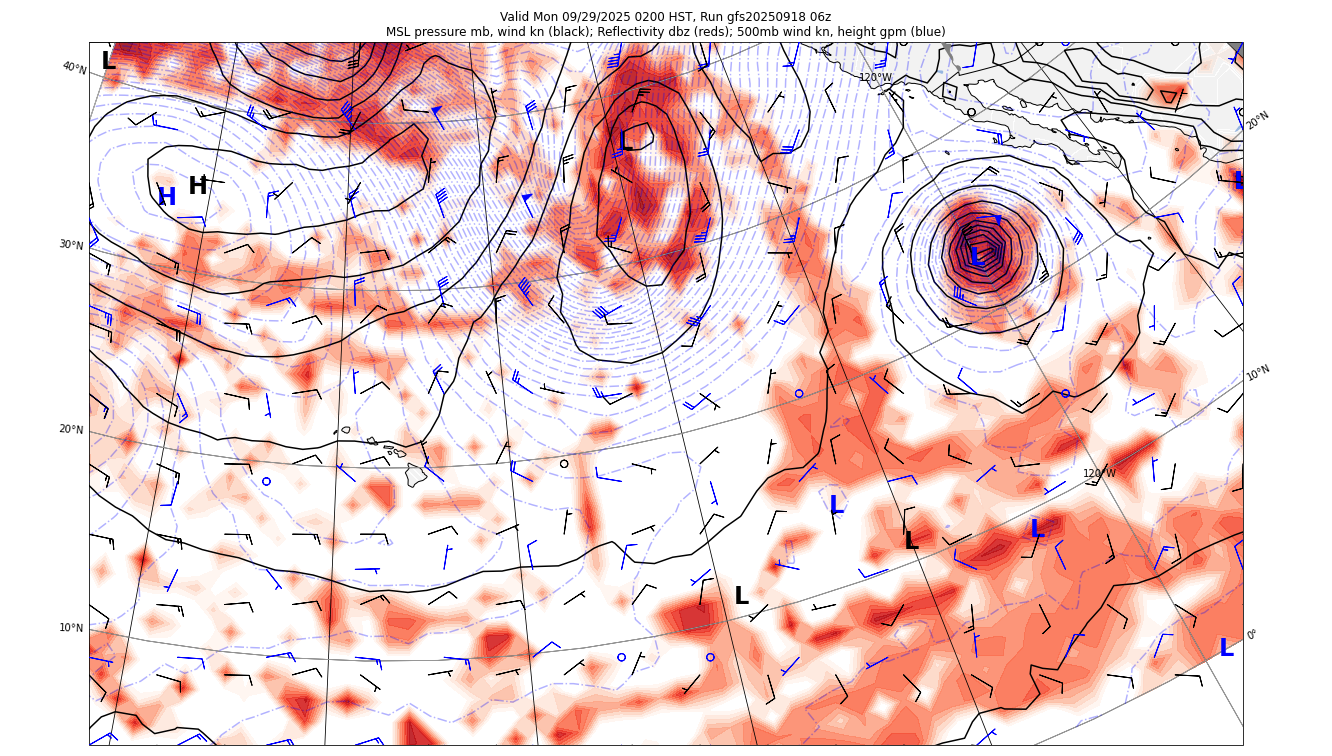 Valid Mon 09/29/2025 0200 HST, Run gfs20250918 06z
MSL pressure mb, wind kn (black); Reflectivity dbz (reds); 500mb wind kn, height gpm (blue)
L
40°N
120°W
20°N
L
H
H
L
30°N
L
10°N
20°N
120°W
L
L
L
L
10°N
0°
L